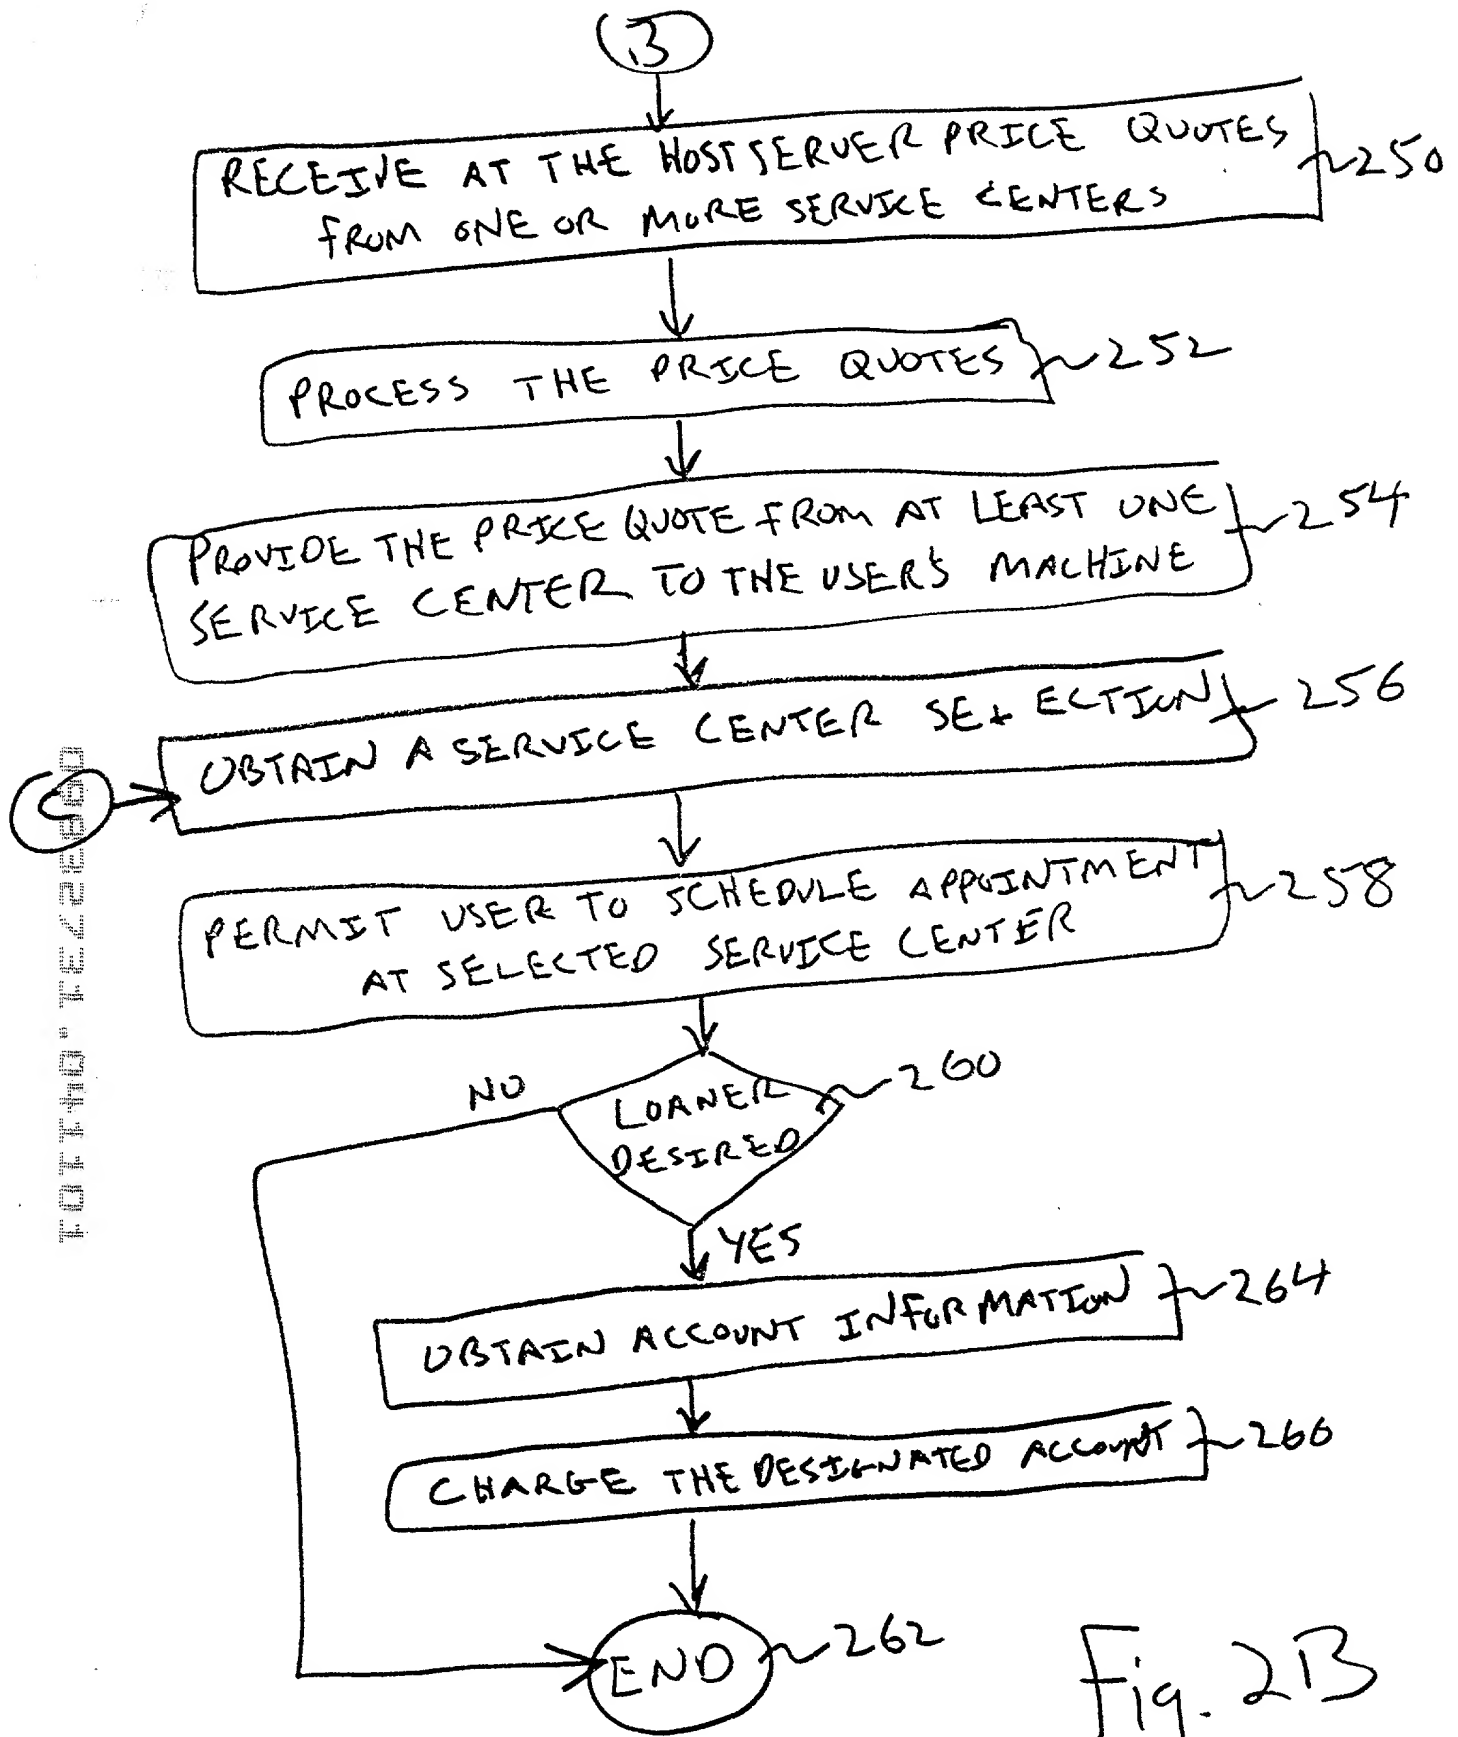 B
RECEIVE AT THE HOST SERVER PRICE QUOTES
FROM ONE OR MORE SERVICE CENTERS
250
PROCESS THE PRICE QUOTES
252
PROVIDE THE PRICE QUOTE FROM AT LEAST ONE
SERVICE CENTER TO THE USER'S MACHINE
254
OBTAIN A SERVICE CENTER SELECTION
256
C
PERMIT USER TO SCHEDULE APPOINTMENT
AT SELECTED SERVICE CENTER
258
LOANER
DESIRED
260
NO
YES
OBTAIN ACCOUNT INFORMATION
264
CHARGE THE DESIGNATED ACCOUNT
266
END
262
Fig. 2B